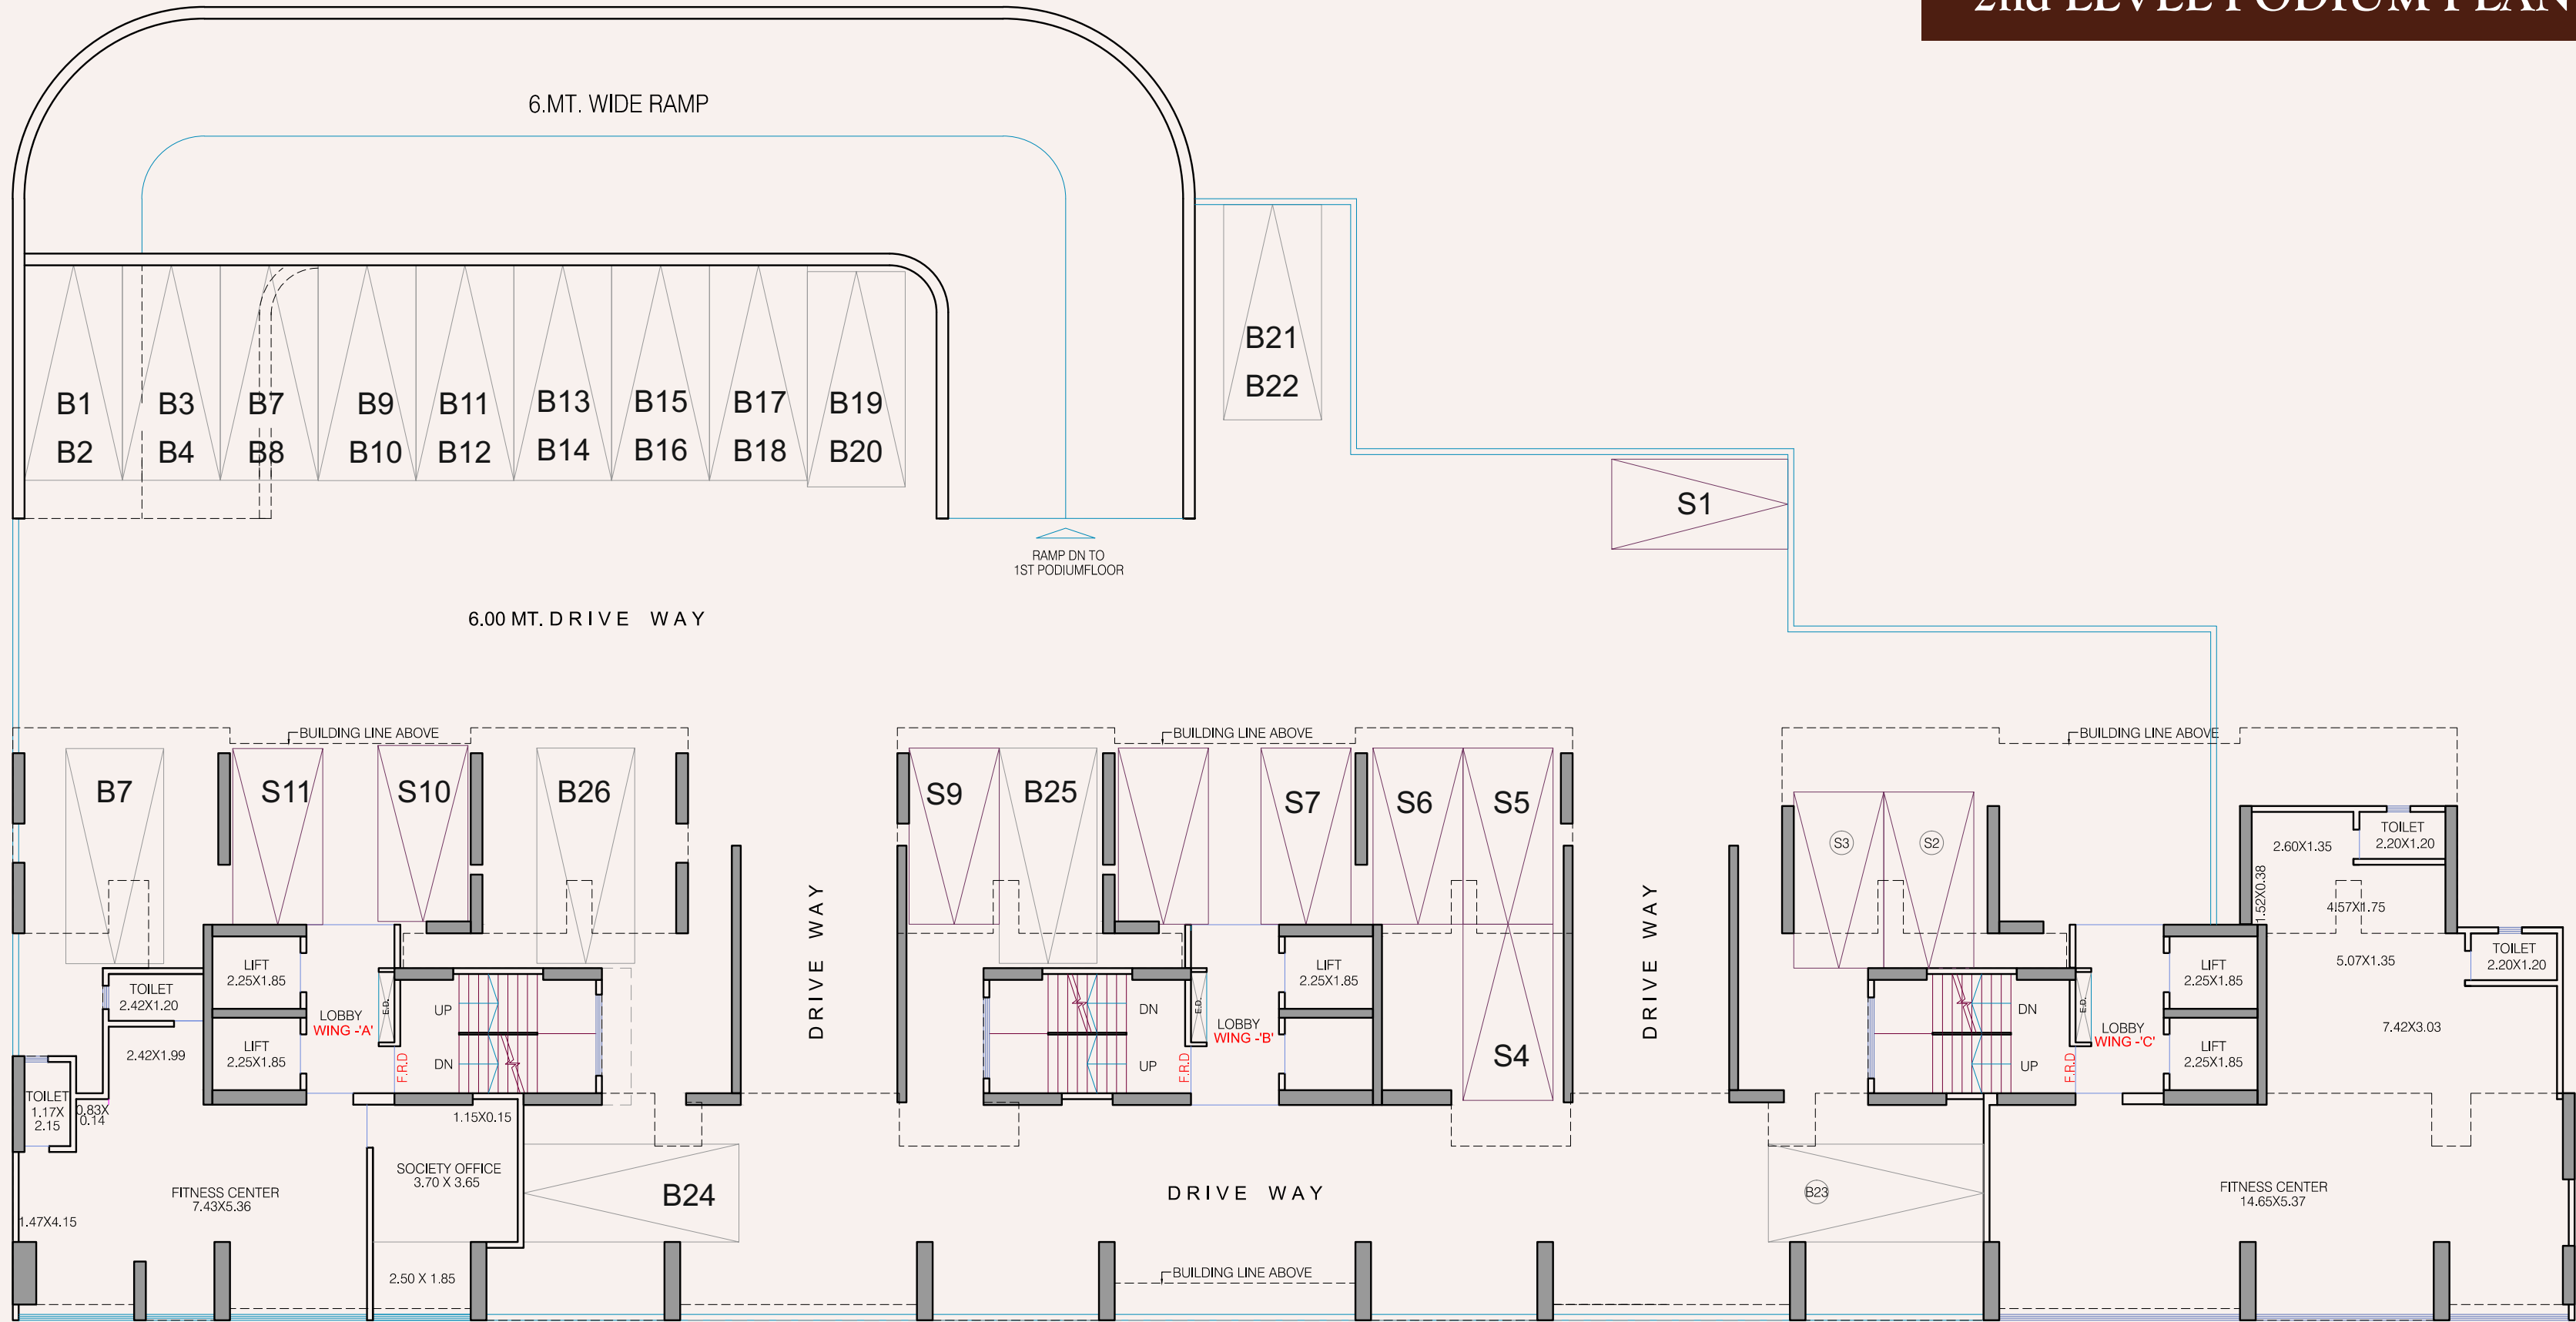 2nd LEVEL PODIUM PLAN
6.MT. WIDE RAMP
B1
B2
B3
B4
B7
B8
B9
B10
B11
B12
B13
B14
B15
B16
B17
B18
B19
B20
B21
B22
S1
RAMP DN TO
1ST PODIUMFLOOR
6.00 MT. DRIVE WAY
BUILDING LINE ABOVE
BUILDING LINE ABOVE
BUILDING LINE ABOVE
B7
S11
S10
B26
S9
B25
S7
S6
S5
S3
S2
TOILET
2.20X1.20
2.60X1.35
1.52X0.38
4.57X1.75
DRIVE WAY
DRIVE WAY
LIFT
2.25X1.85
TOILET
2.42X1.20
LOBBY
WING -'A'
E.D.
UP
DN
F.R.D
LIFT
2.25X1.85
2.42X1.99
TOILET
1.17X
2.15
0.83X
0.14
DN
UP
E.D.
LOBBY
WING -'B'
F.R.D
LIFT
2.25X1.85
S4
DN
UP
E.D.
LOBBY
WING -'C'
F.R.D
LIFT
2.25X1.85
LIFT
2.25X1.85
5.07X1.35
TOILET
2.20X1.20
7.42X3.03
1.15X0.15
SOCIETY OFFICE
3.70 X 3.65
FITNESS CENTER
7.43X5.36
1.47X4.15
B24
DRIVE WAY
B23
FITNESS CENTER
14.65X5.37
2.50 X 1.85
BUILDING LINE ABOVE